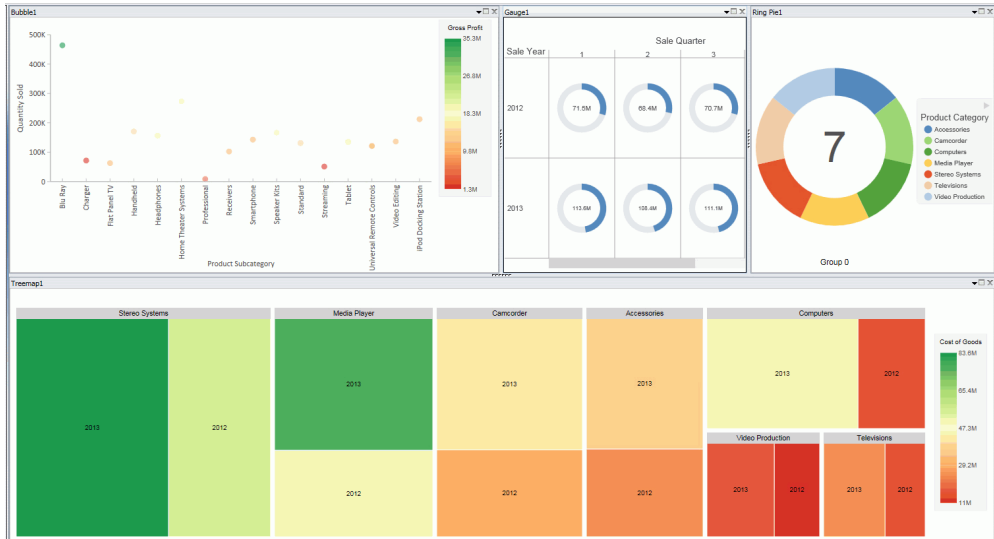 Bubble1
Gross Profit
500K
400K
300K
200K
100K
0
Quantity Sold
35.3M
26.8M
18.3M
9.8M
1.3M
Blu Ray
Charger
Flat Panel TV
Handheld
Headphones
Home Theater Systems
Professional
Receivers
Smartphone
Speaker Kits
Standard
Streaming
Tablet
Universal Remote Controls
Video Editing
iPod Docking Station
Product Subcategory
Gauge1
Sale Quarter
Sale Year
1 2 3
2012
71.5M 68.4M 70.7M
2013
113.6M 111.1M
Ring Pie1
7
Group 0
Product Category
Accessories
Camcorder
Computers
Media Player
Stereo Systems
Televisions
Video Production
Treemap1
Stereo Systems
2013
2012
Media Player
2013
2012
Camcorder
2013
2012
Accessories
2013
2012
Computers
2013
2012
Video Production
2013
2012
Televisions
2013
2012
Cost of Goods
83.6M
65.4M
47.3M
29.2M
11M